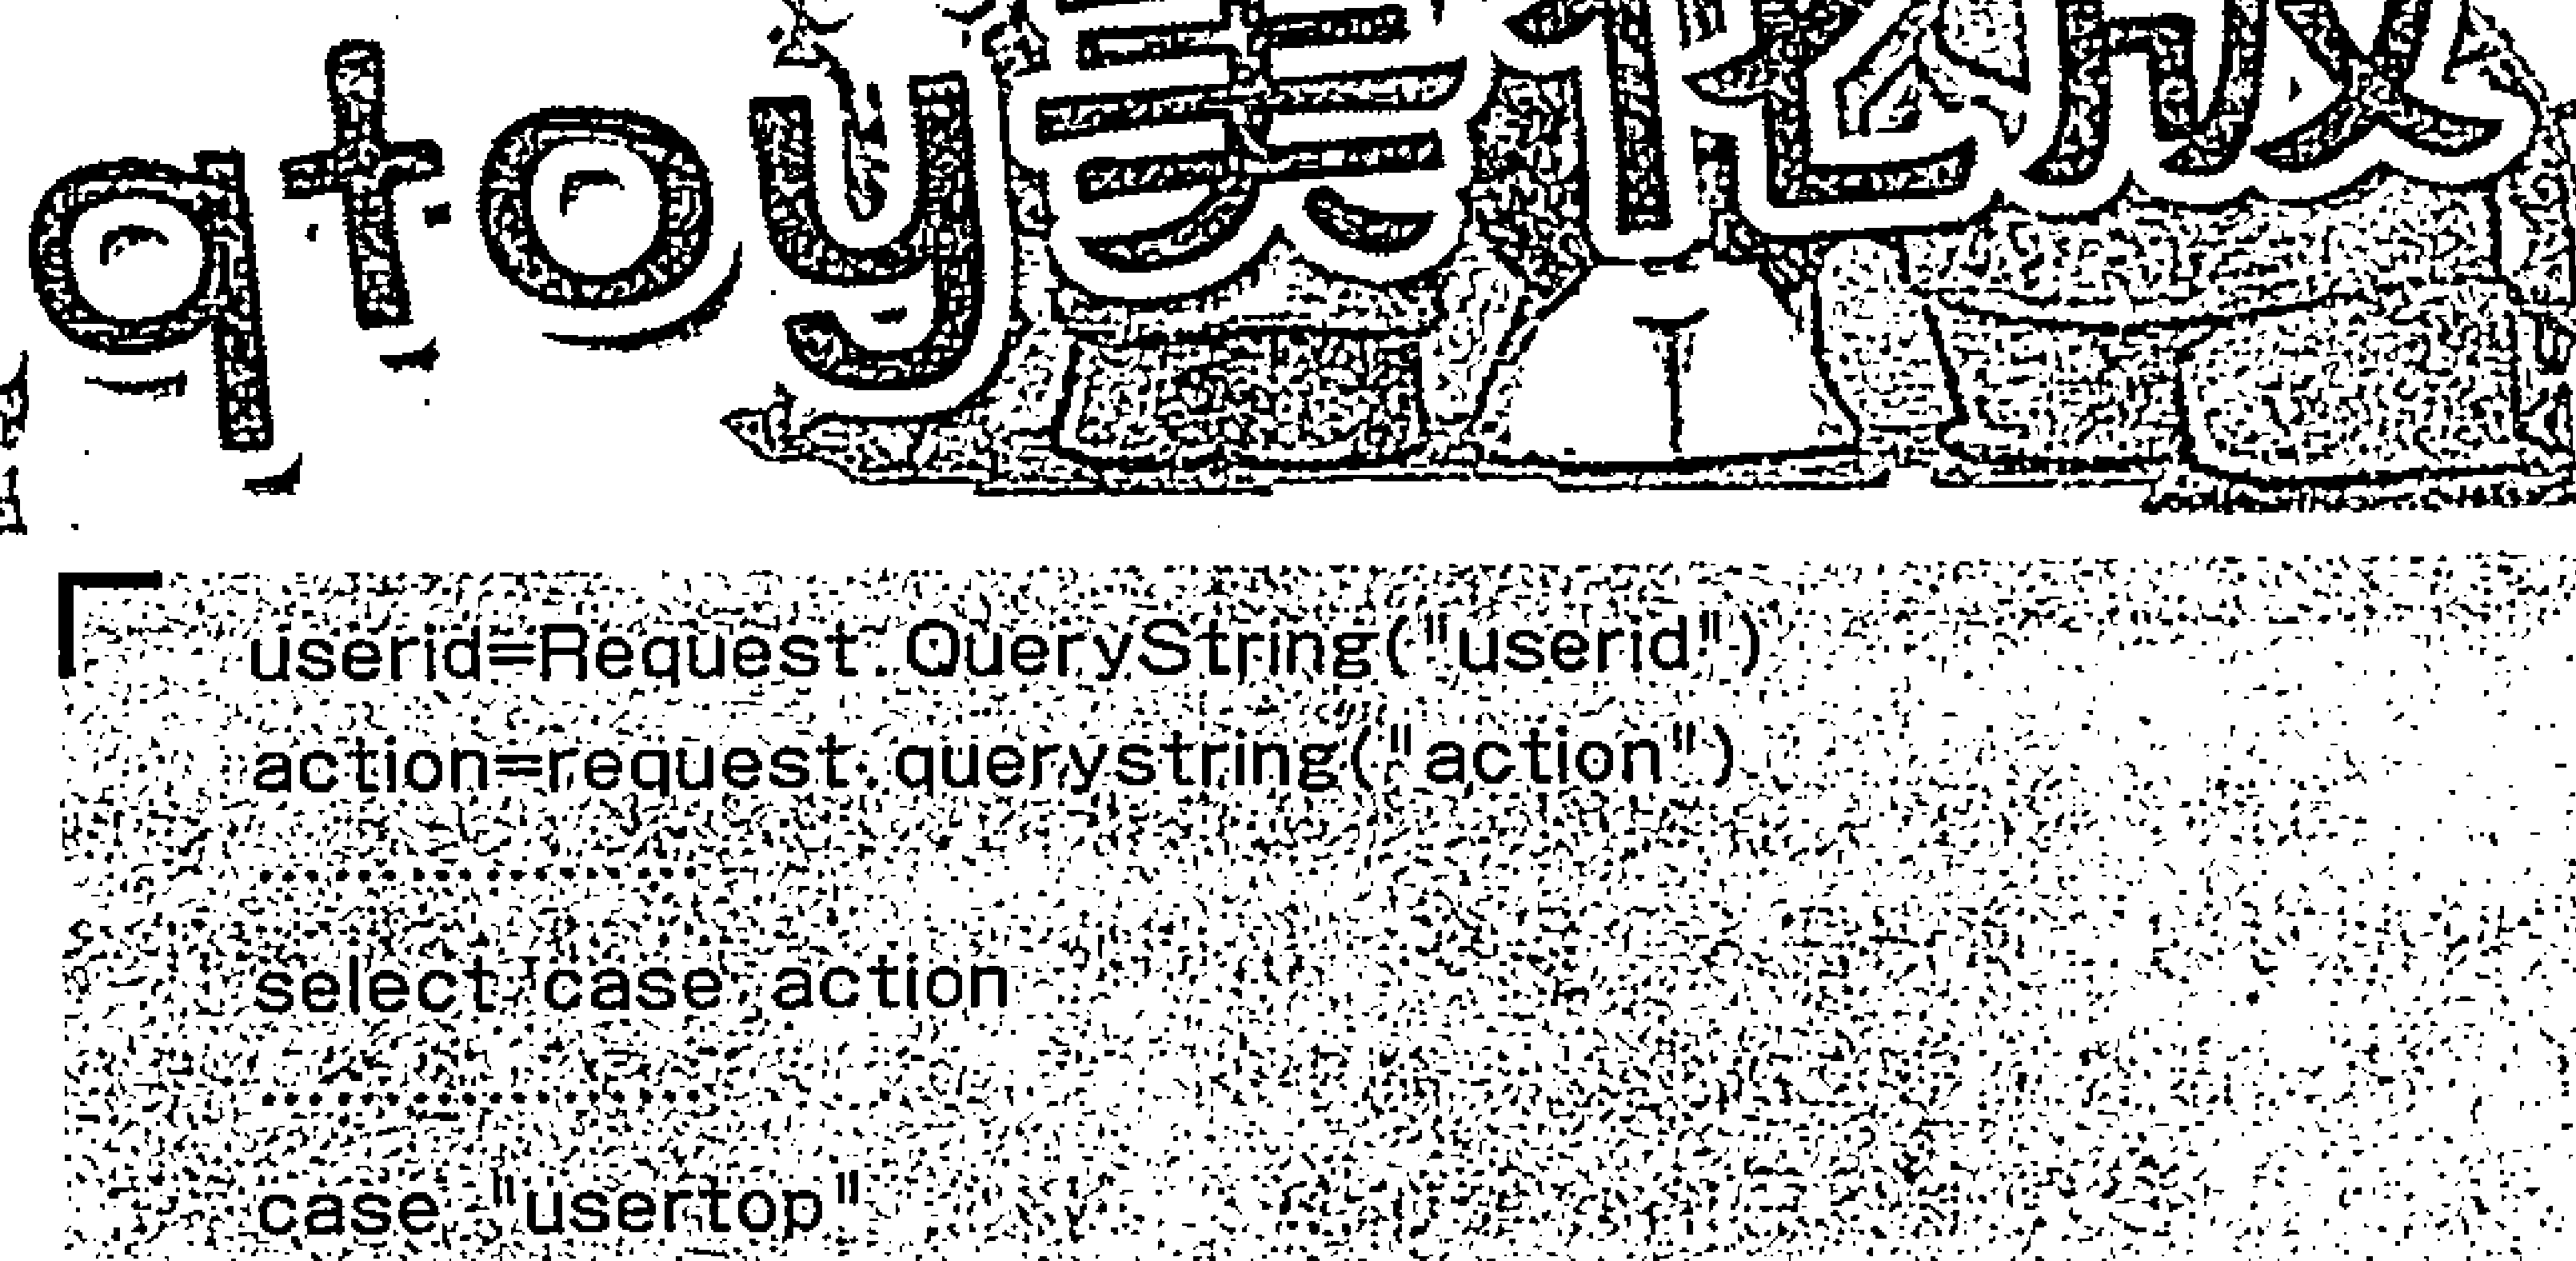 qtoy美化版
userid=Request.QueryString("userid")
action=request.querystring("action")
..................
select case action
..................
case "usertop"